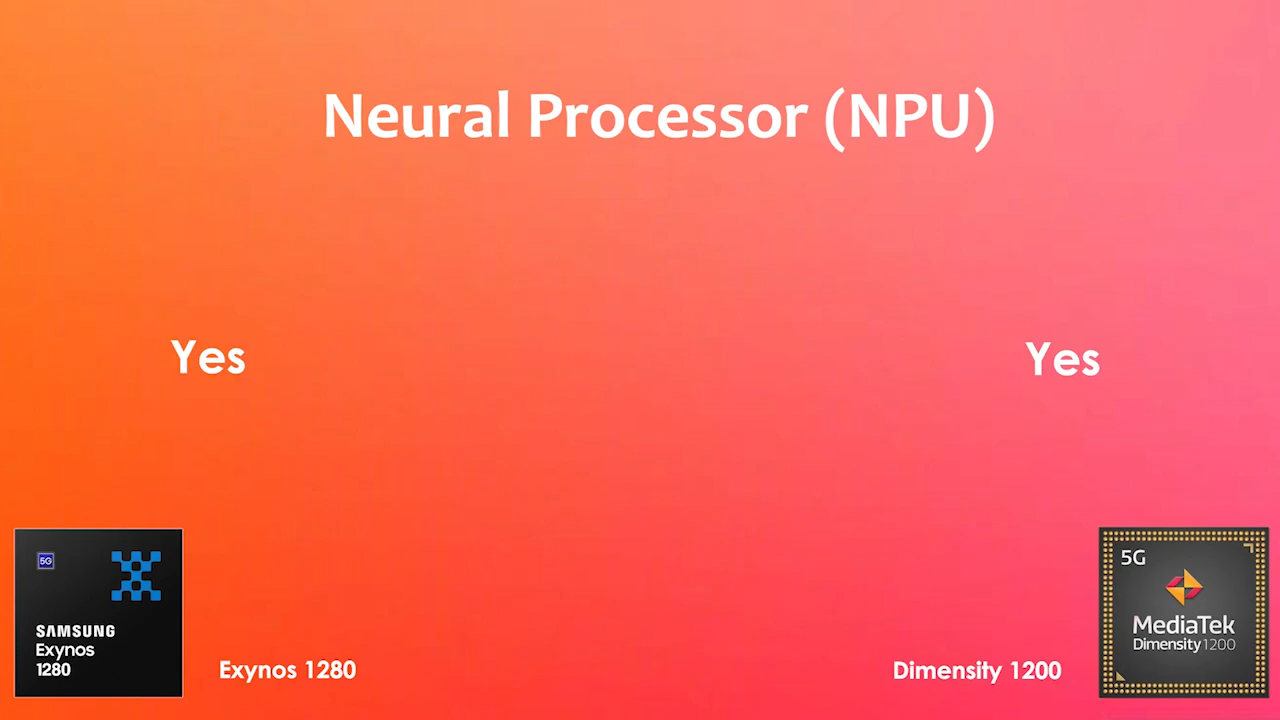 Neural Processor (NPU)
Yes
Yes
5G
SAMSUNG
Exynos
1280
Exynos 1280
Dimensity 1200
5G
MediaTek
Dimensity 1200